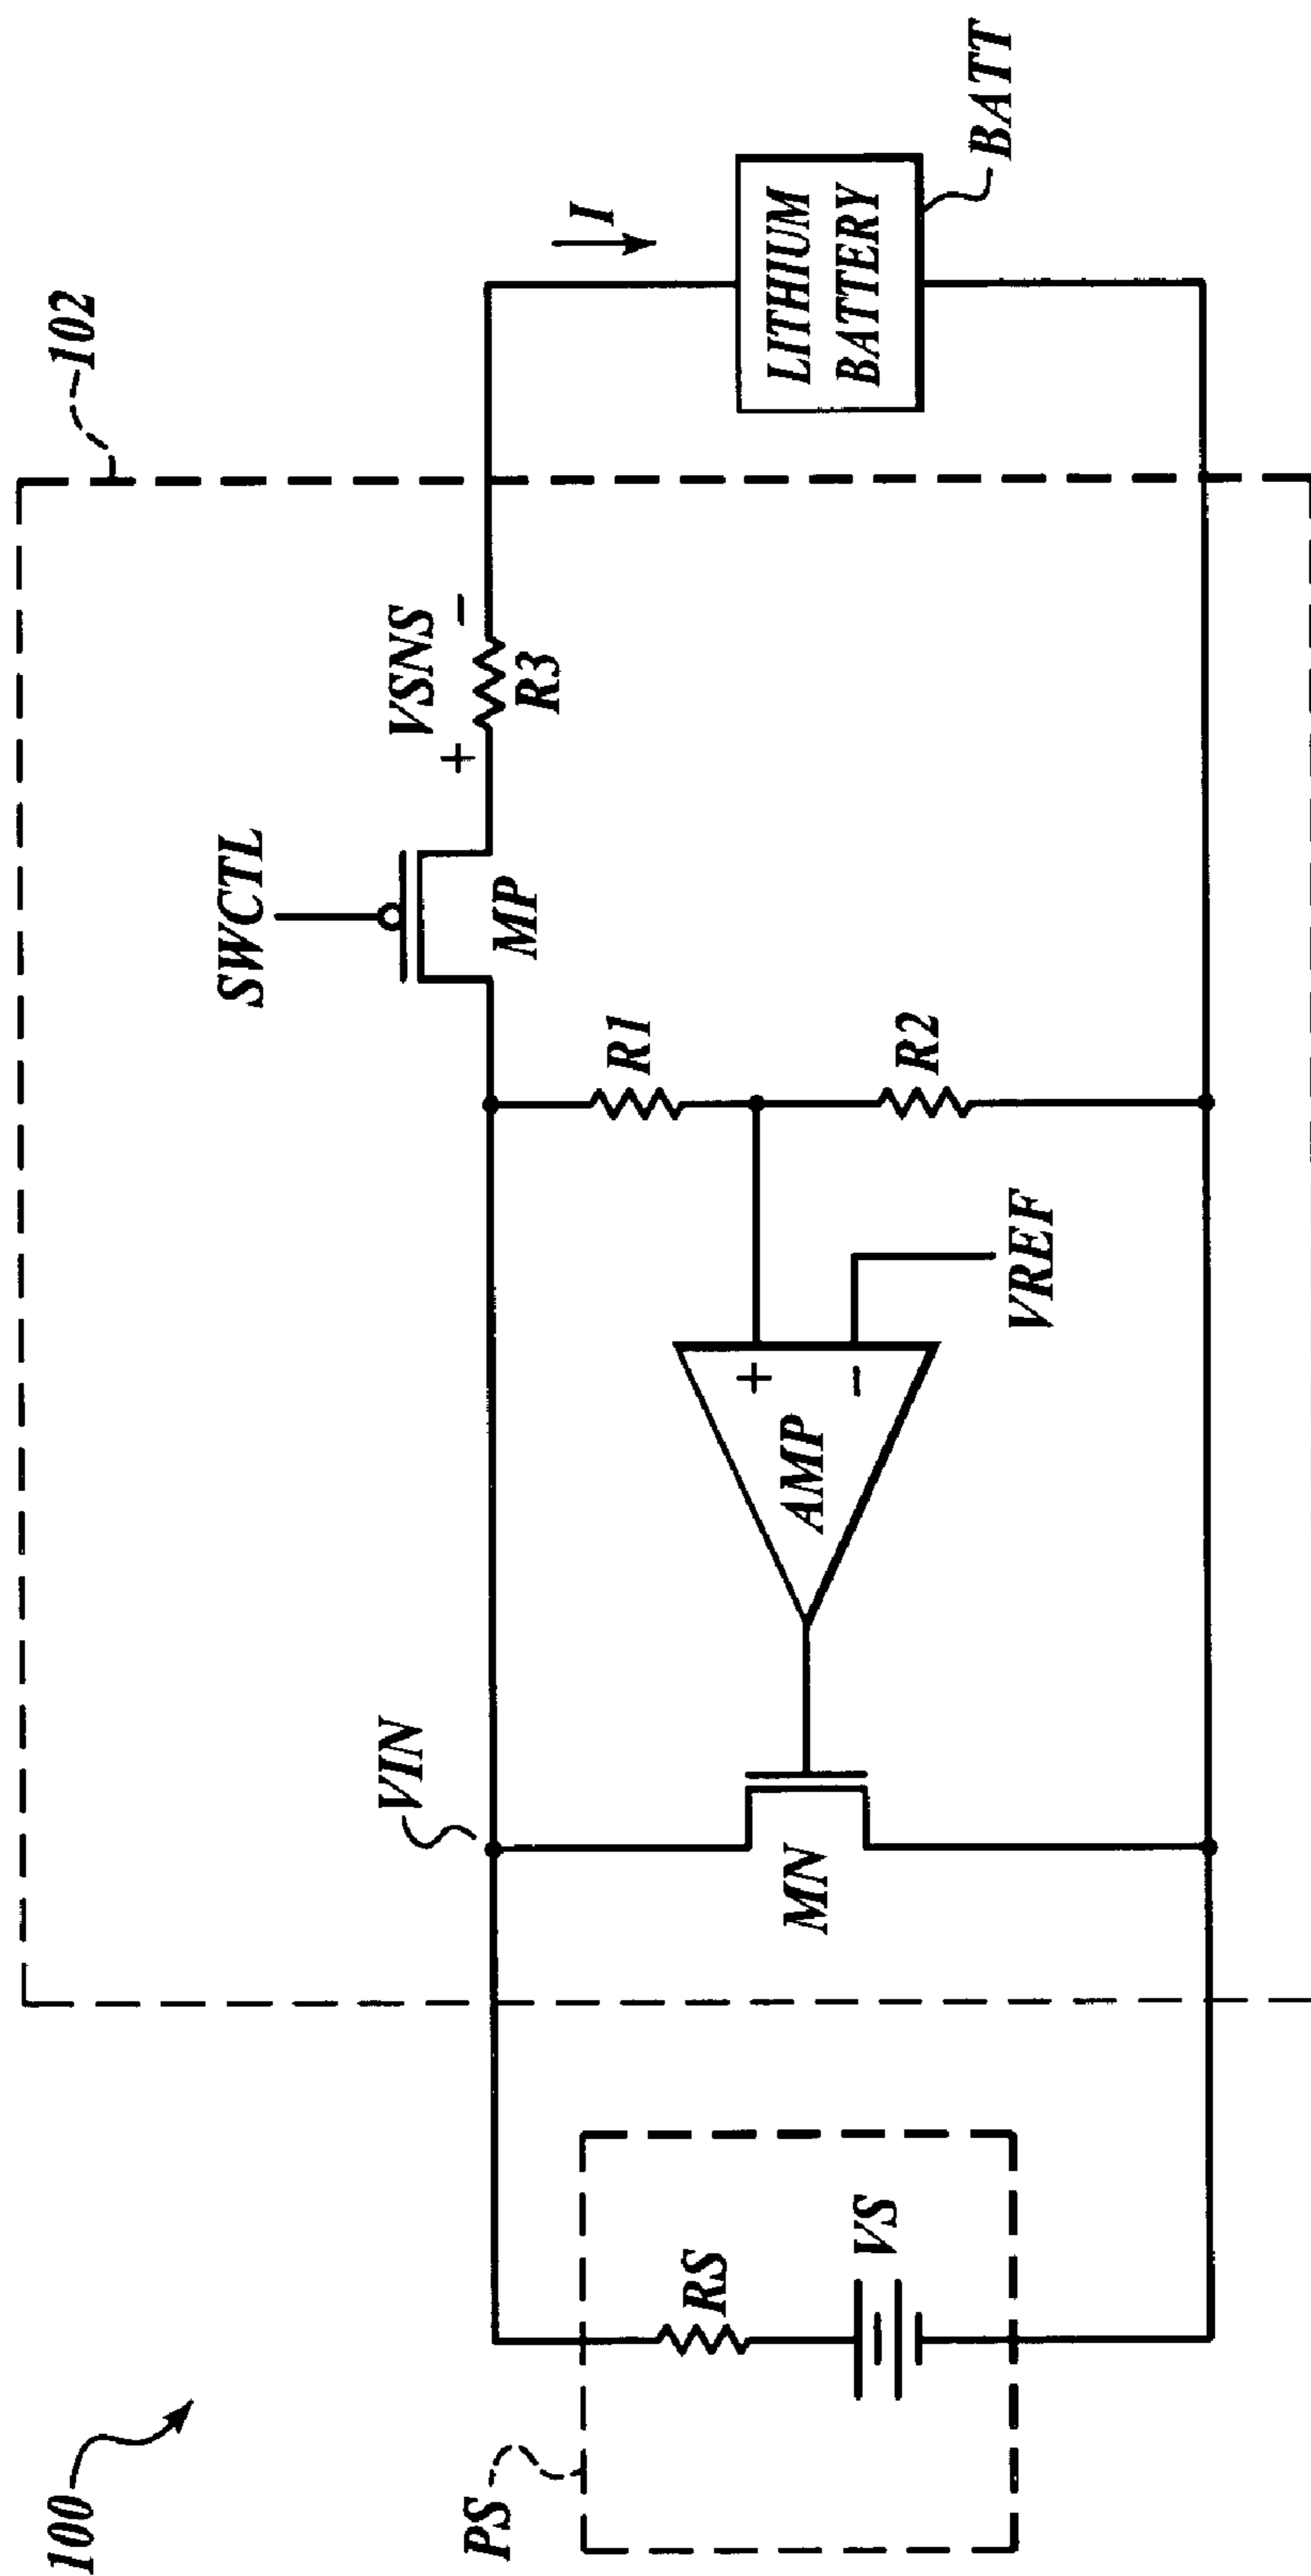 100
102
VIN
SWCTL
VSNS
+
-
R3
MP
I
PS
RS
VS
MN
AMP
+
-
VREF
R1
R2
LITHIUM
BATTERY
BATT